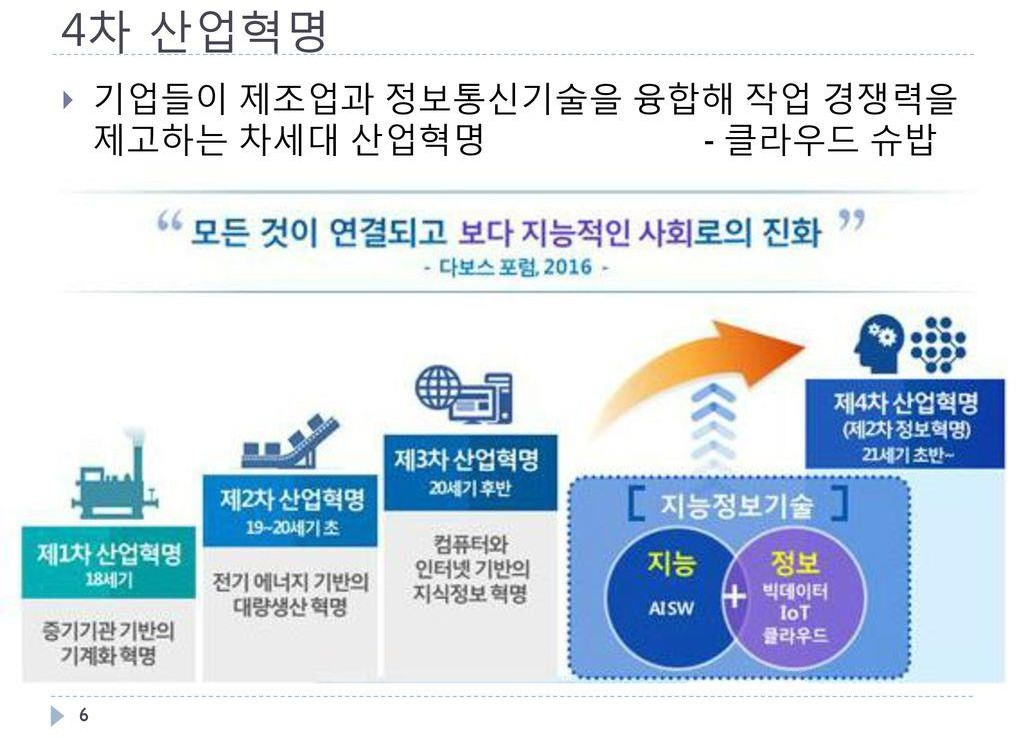 4차 산업혁명
기업들이 제조업과 정보통신기술을 융합해 작업 경쟁력을
제고하는 차세대 산업혁명 - 클라우드 슈밥
“ 모든 것이 연결되고 보다 지능적인 사회로의 진화 ”
- 다보스 포럼, 2016 -
제1차 산업혁명
18세기
증기기관 기반의
기계화 혁명
제2차 산업혁명
19~20세기 초
전기 에너지 기반의
대량생산 혁명
제3차 산업혁명
20세기 후반
컴퓨터와
인터넷 기반의
지식정보 혁명
[ 지능정보기술 ]
지능
AI SW
+
정보
빅데이터
IoT
클라우드
제4차 산업혁명
(제2차 정보혁명)
21세기 초반~
6